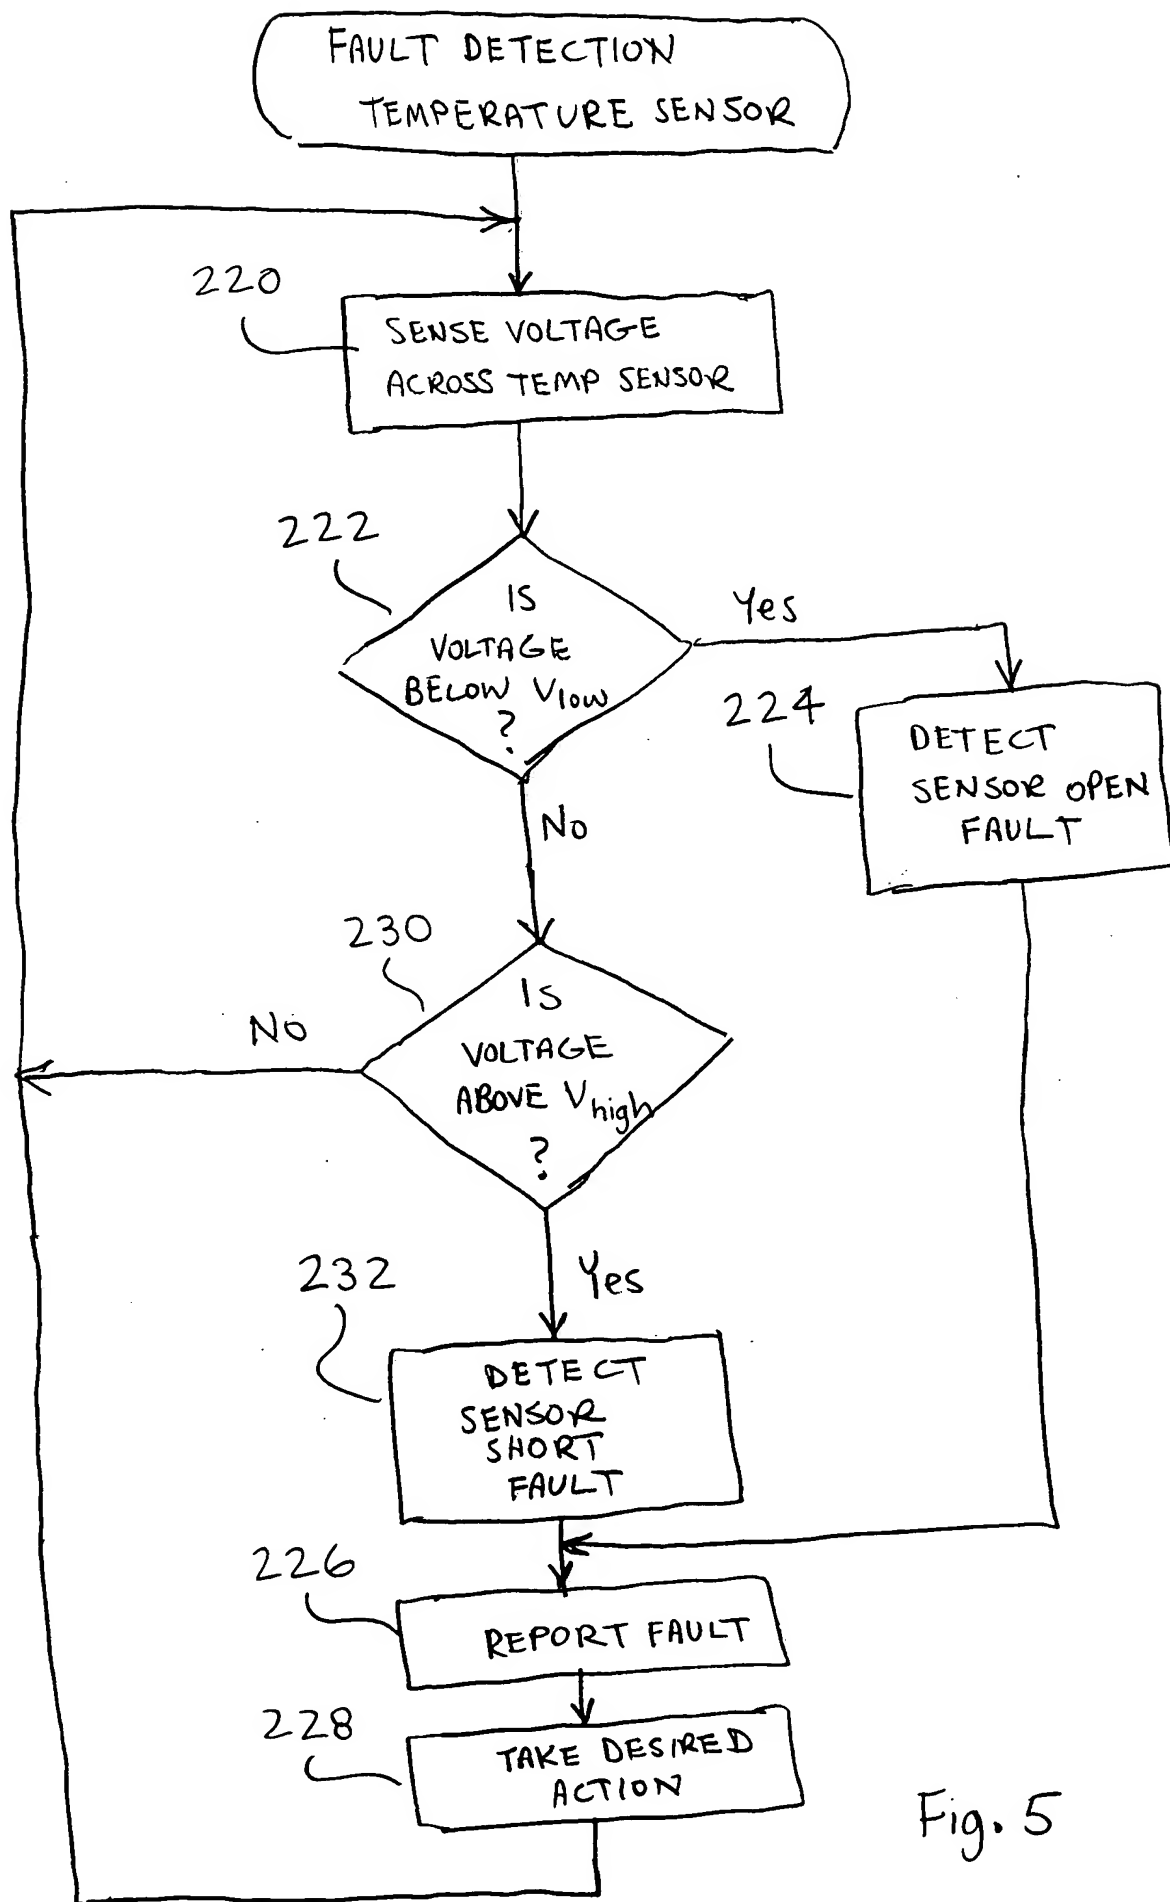 FAULT DETECTION
TEMPERATURE SENSOR
220
SENSE VOLTAGE
ACROSS TEMP SENSOR
222
IS
VOLTAGE
BELOW Vlow
?
Yes
224
DETECT
SENSOR OPEN
FAULT
No
230
IS
VOLTAGE
ABOVE Vhigh
?
No
Yes
232
DETECT
SENSOR
SHORT
FAULT
226
REPORT FAULT
228
TAKE DESIRED
ACTION
Fig. 5